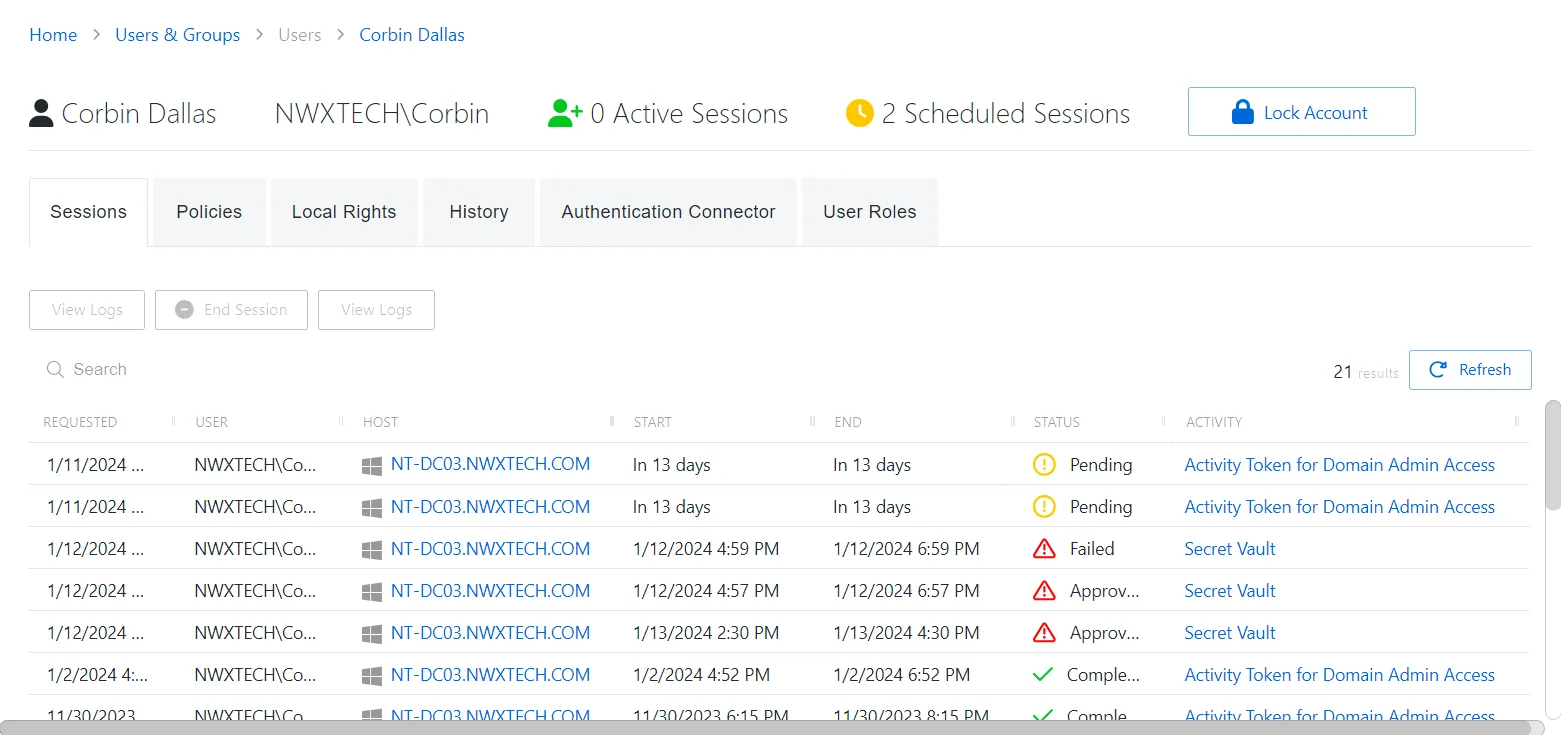 Home > Users & Groups > Users > Corbin Dallas
Corbin Dallas NWXTECH\Corbin 0 Active Sessions 2 Scheduled Sessions Lock Account
Sessions Policies Local Rights History Authentication Connector User Roles
View Logs End Session View Logs
Search 21 results Refresh
REQUESTED USER HOST START END STATUS ACTIVITY
1/11/2024 ... NWXTECH\Co... NT-DC03.NWXTECH.COM In 13 days In 13 days Pending Activity Token for Domain Admin Access
1/11/2024 ... NWXTECH\Co... NT-DC03.NWXTECH.COM In 13 days In 13 days Pending Activity Token for Domain Admin Access
1/12/2024 ... NWXTECH\Co... NT-DC03.NWXTECH.COM 1/12/2024 4:59 PM 1/12/2024 6:59 PM Failed Secret Vault
1/12/2024 ... NWXTECH\Co... NT-DC03.NWXTECH.COM 1/12/2024 4:57 PM 1/12/2024 6:57 PM Approv... Secret Vault
1/12/2024 ... NWXTECH\Co... NT-DC03.NWXTECH.COM 1/13/2024 2:30 PM 1/13/2024 4:30 PM Approv... Secret Vault
1/2/2024 4:... NWXTECH\Co... NT-DC03.NWXTECH.COM 1/2/2024 4:52 PM 1/2/2024 6:52 PM Comple... Activity Token for Domain Admin Access
11/30/2023 NWXTECH\Co NT-DC03.NWXTECH.COM 11/30/2023 6:15 PM 11/30/2023 8:15 PM Comple Activity Token for Domain Admin Access